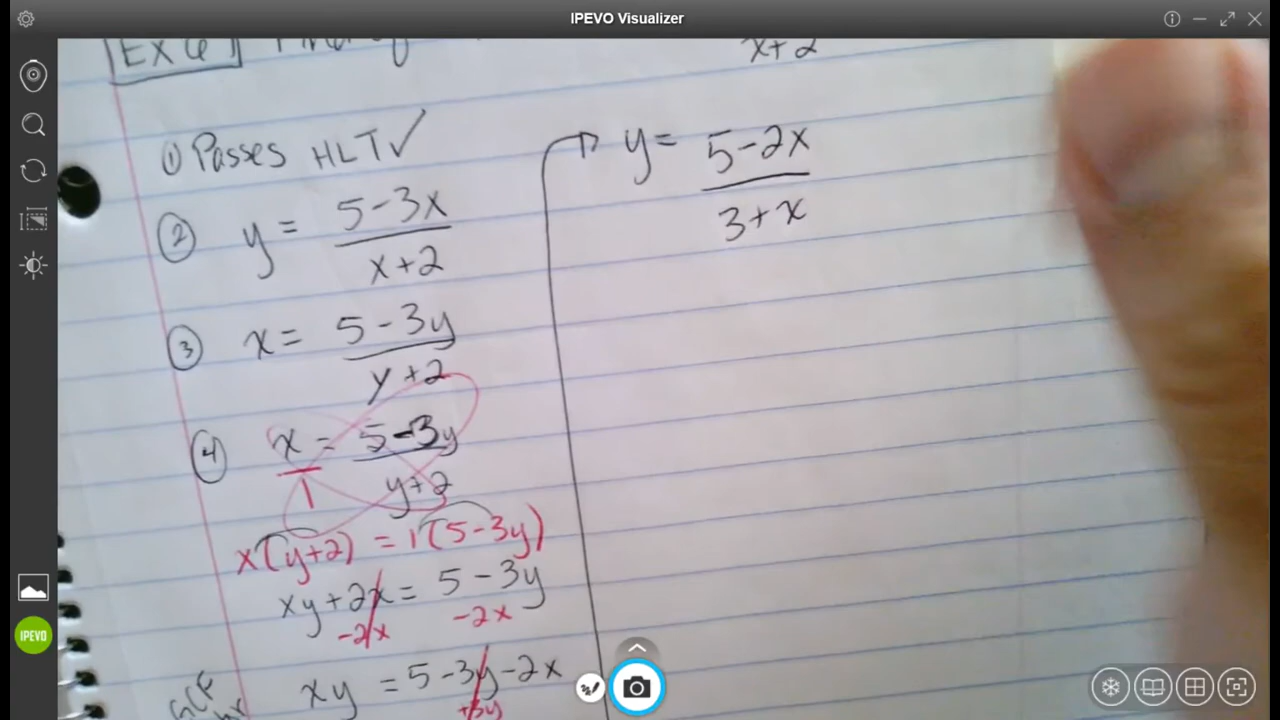 IPEVO Visualizer
EX 6
x+2
① Passes HLT ✓
② y = 5-3x
x+2
③ x = 5-3y
y+2
④ x = 5-3y
1 y+2
x(y+2) = 1(5-3y)
xy+2x = 5-3y
-2x -2x
xy = 5-3y-2x
+3y
GCF
y = 5-2x
3+x
IPEVO